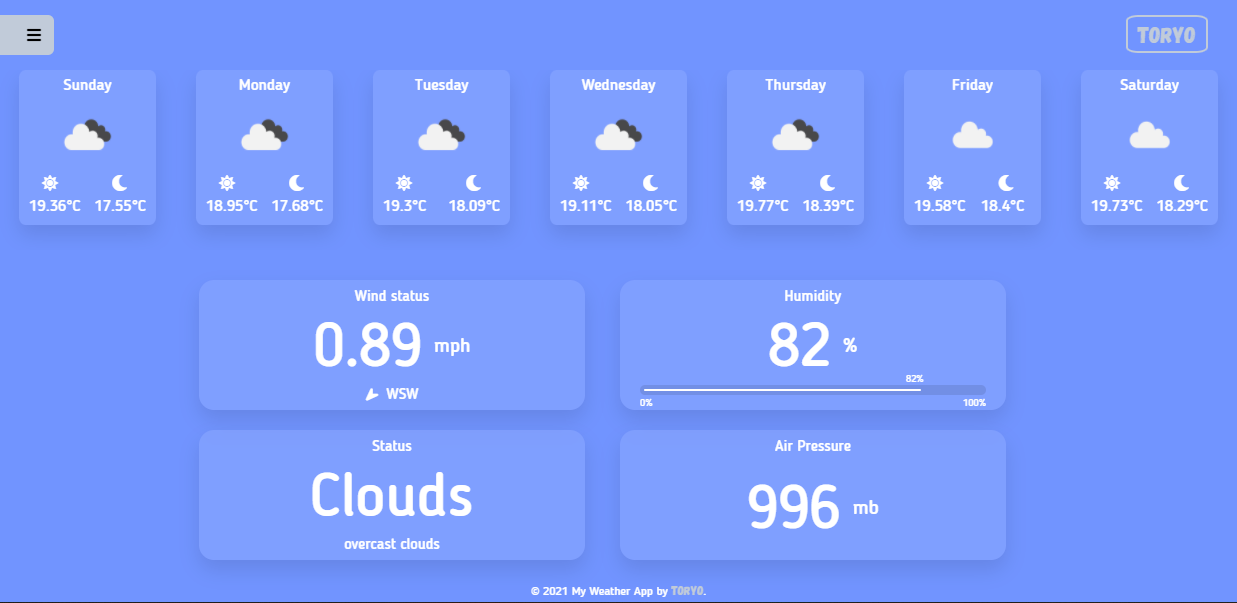 TORYO
Sunday Monday Tuesday Wednesday Thursday Friday Saturday
19.36°C 17.55°C 18.95°C 17.68°C 19.3°C 18.09°C 19.11°C 18.05°C 19.77°C 18.39°C 19.58°C 18.4°C 19.73°C 18.29°C
Wind status
0.89 mph
WSW
Humidity
82 %
82%
0% 100%
Status
Clouds
overcast clouds
Air Pressure
996 mb
© 2021 My Weather App by TORYO.